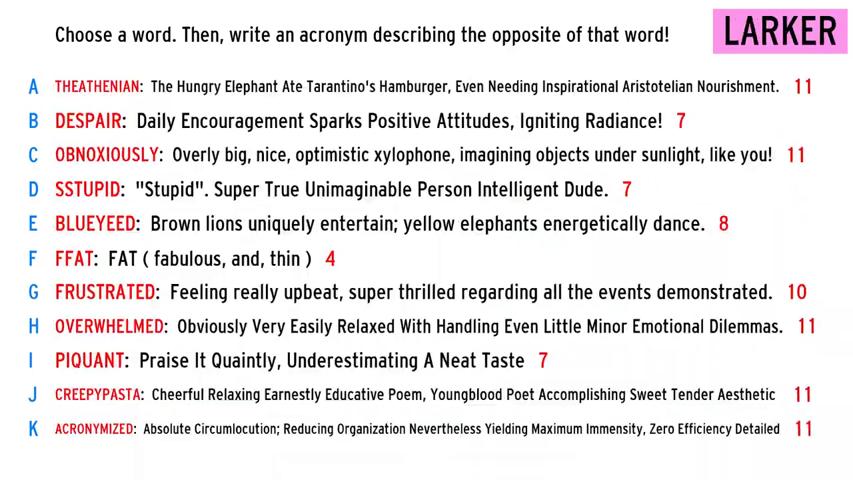 Choose a word. Then, write an acronym describing the opposite of that word!
LARKER
A THEATHENIAN: The Hungry Elephant Ate Tarantino's Hamburger, Even Needing Inspirational Aristotelian Nourishment. 11
B DESPAIR: Daily Encouragement Sparks Positive Attitudes, Igniting Radiance! 7
C OBNOXIOUSLY: Overly big, nice, optimistic xylophone, imagining objects under sunlight, like you! 11
D SSTUPID: "Stupid". Super True Unimaginable Person Intelligent Dude. 7
E BLUEYEED: Brown lions uniquely entertain; yellow elephants energetically dance. 8
F FFAT: FAT ( fabulous, and, thin ) 4
G FRUSTRATED: Feeling really upbeat, super thrilled regarding all the events demonstrated. 10
H OVERWHELMED: Obviously Very Easily Relaxed With Handling Even Little Minor Emotional Dilemmas. 11
I PIQUANT: Praise It Quaintly, Underestimating A Neat Taste 7
J CREEPYPASTA: Cheerful Relaxing Earnestly Educative Poem, Youngblood Poet Accomplishing Sweet Tender Aesthetic 11
K ACRONYMIZED: Absolute Circumlocution; Reducing Organization Nevertheless Yielding Maximum Immensity, Zero Efficiency Detailed 11